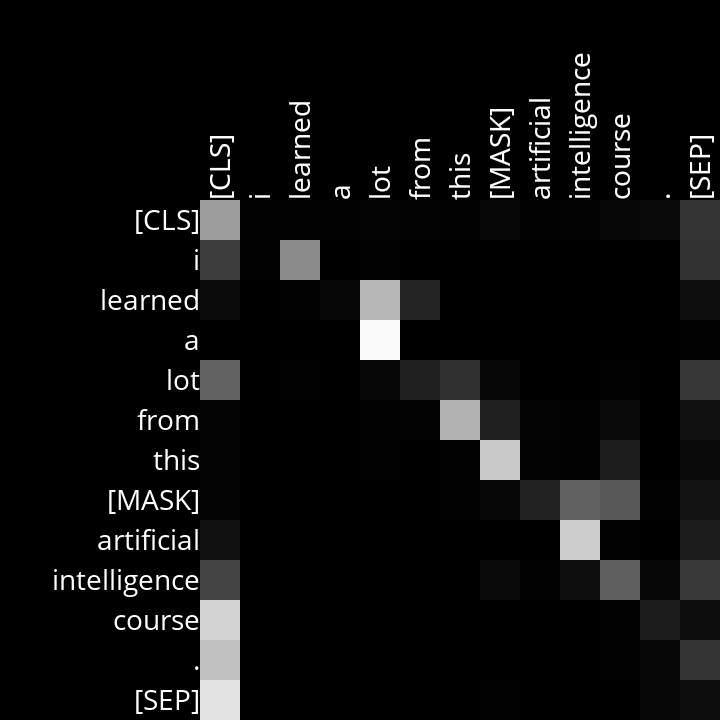 [CLS] i learned a lot from this [MASK] artificial intelligence course . [SEP]
[CLS]
i
learned
a
lot
from
this
[MASK]
artificial
intelligence
course
.
[SEP]